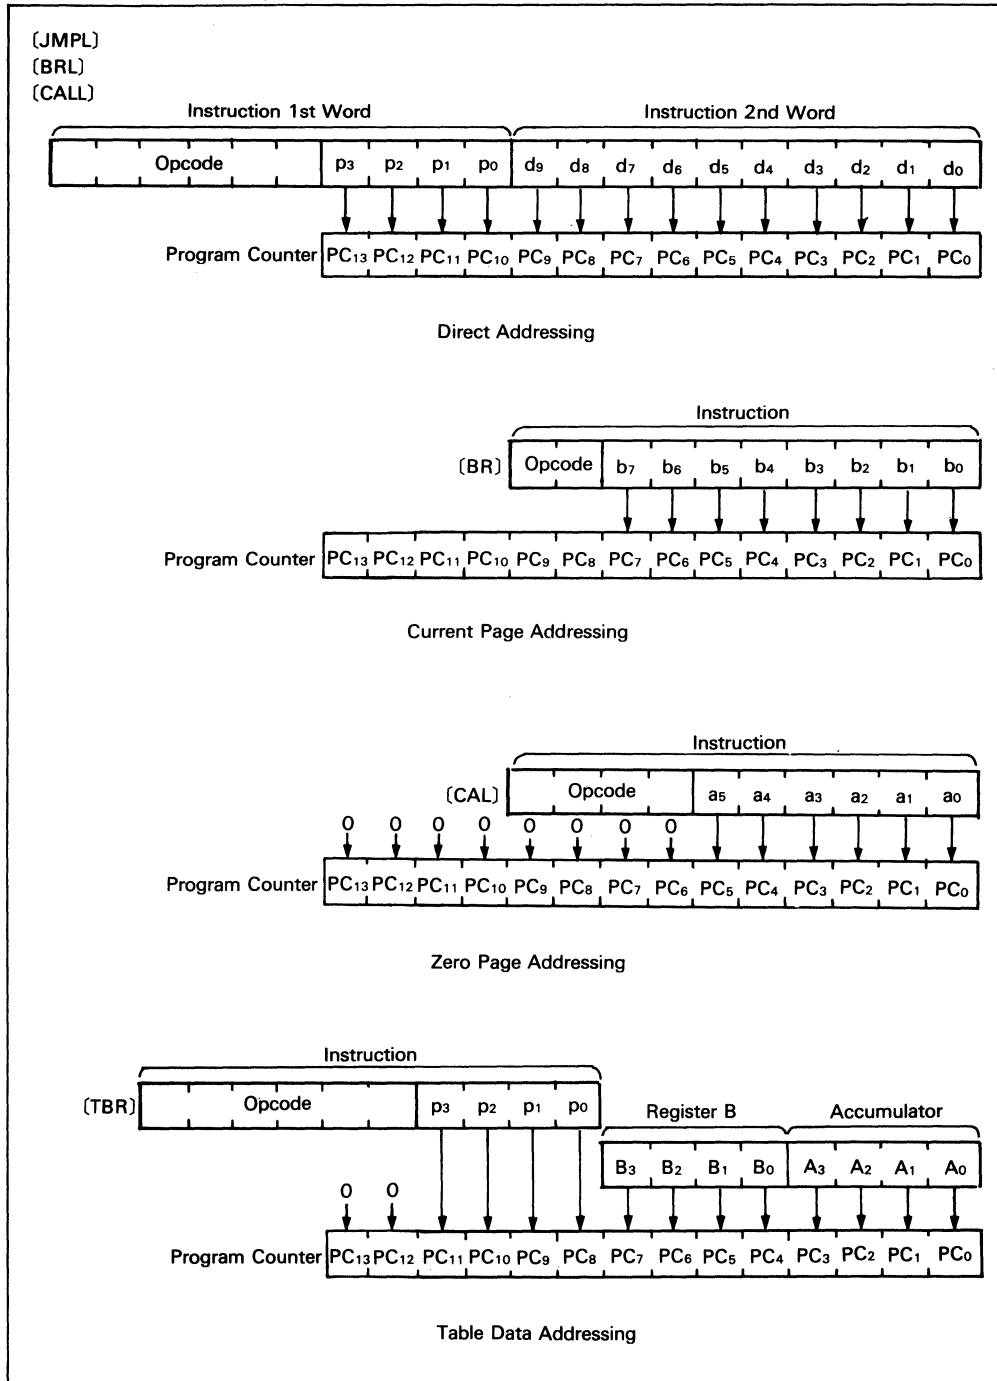 [JMPL]
[BRL]
[CALL]
Instruction 1st Word Instruction 2nd Word
Opcode p3 p2 p1 p0 d9 d8 d7 d6 d5 d4 d3 d2 d1 d0
Program Counter PC13 PC12 PC11 PC10 PC9 PC8 PC7 PC6 PC5 PC4 PC3 PC2 PC1 PC0
Direct Addressing
Instruction
[BR] Opcode b7 b6 b5 b4 b3 b2 b1 b0
Program Counter PC13 PC12 PC11 PC10 PC9 PC8 PC7 PC6 PC5 PC4 PC3 PC2 PC1 PC0
Current Page Addressing
Instruction
[CAL] Opcode a5 a4 a3 a2 a1 a0
0 0 0 0 0 0 0 0
Program Counter PC13 PC12 PC11 PC10 PC9 PC8 PC7 PC6 PC5 PC4 PC3 PC2 PC1 PC0
Zero Page Addressing
Instruction
[TBR] Opcode p3 p2 p1 p0
Register B Accumulator
B3 B2 B1 B0 A3 A2 A1 A0
0 0
Program Counter PC13 PC12 PC11 PC10 PC9 PC8 PC7 PC6 PC5 PC4 PC3 PC2 PC1 PC0
Table Data Addressing